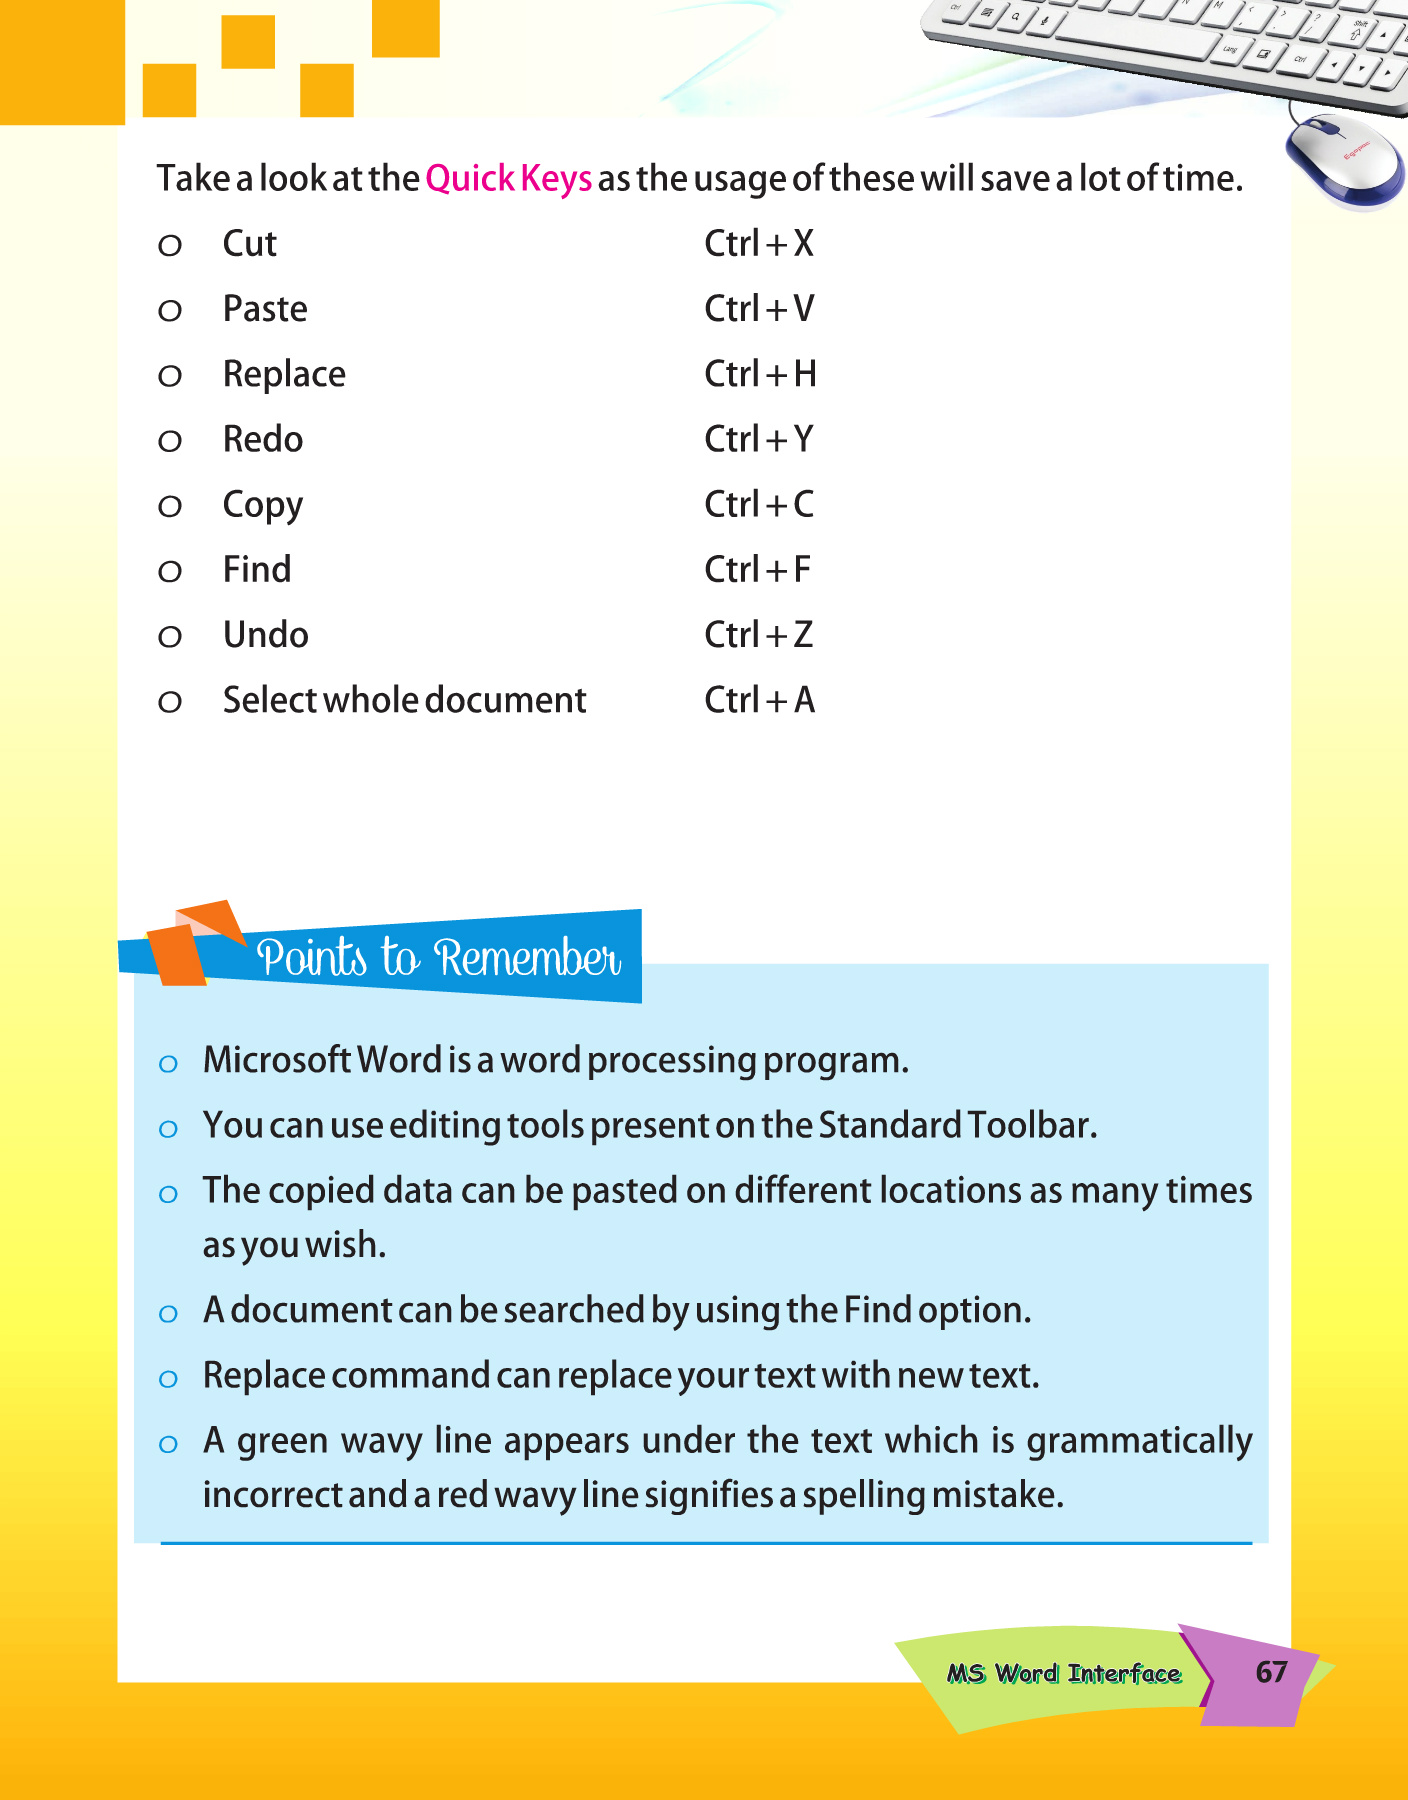 Take a look at the Quick Keys as the usage of these will save a lot of time.
o Cut Ctrl + X
o Paste Ctrl + V
o Replace Ctrl + H
o Redo Ctrl + Y
o Copy Ctrl + C
o Find Ctrl + F
o Undo Ctrl + Z
o Select whole document Ctrl + A
Points to Remember
o Microsoft Word is a word processing program.
o You can use editing tools present on the Standard Toolbar.
o The copied data can be pasted on different locations as many times
as you wish.
o A document can be searched by using the Find option.
o Replace command can replace your text with new text.
o A green wavy line appears under the text which is grammatically
incorrect and a red wavy line signifies a spelling mistake.
MS Word Interface 67